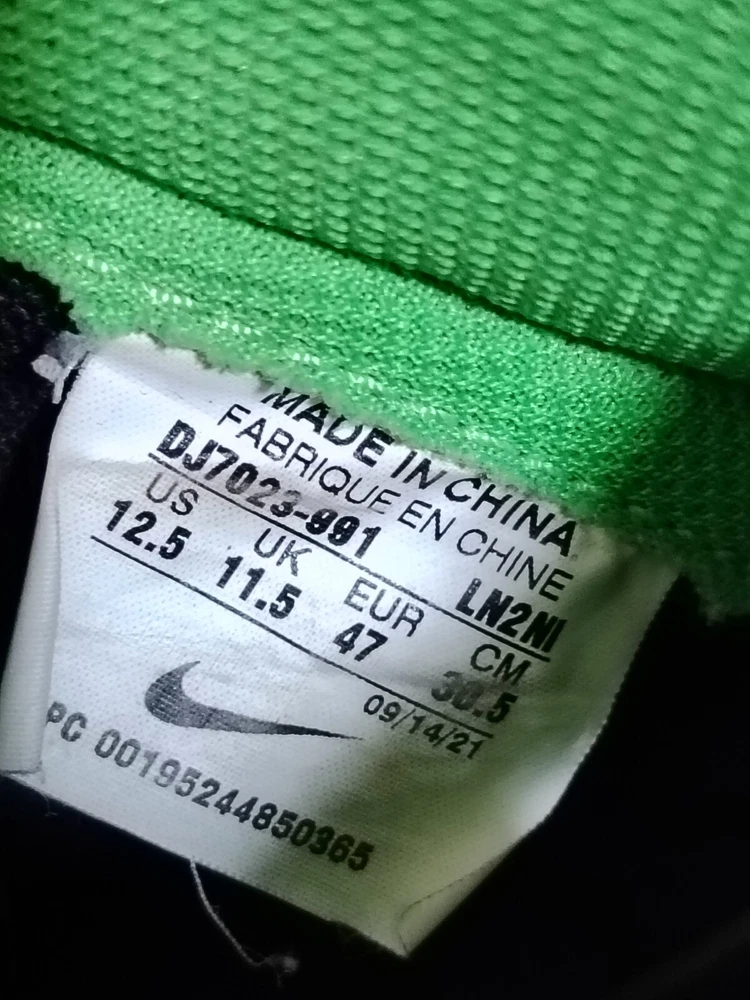 MADE IN CHINA
FABRIQUE EN CHINE
DJ7023-991 LN2NI
US UK EUR CM
12.5 11.5 47 30.5
09/14/21
PC 00195244850365